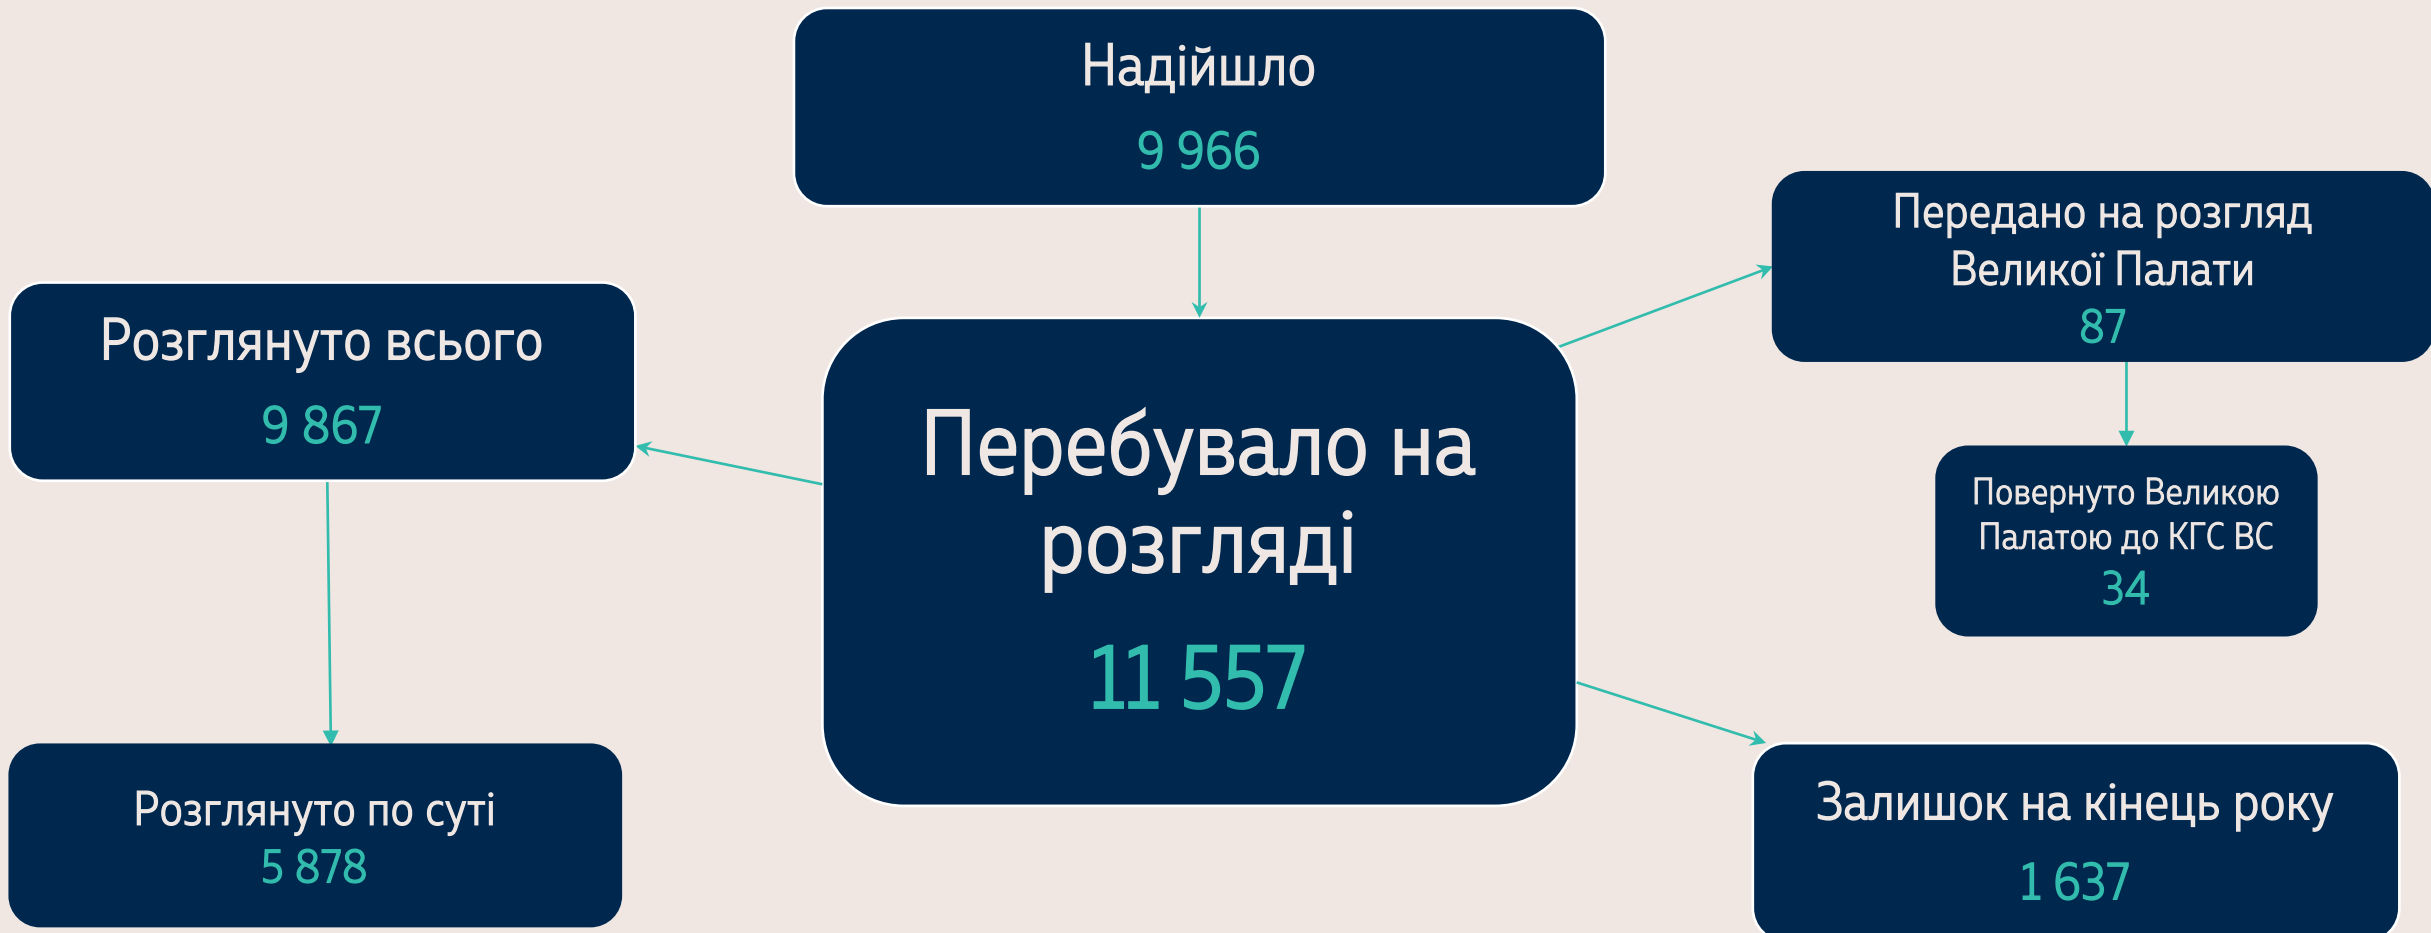 Надійшло
9 966
Передано на розгляд
Великої Палати
87
Розглянуто всього
9 867
Перебувало на
розгляді
11 557
Повернуто Великою
Палатою до КГС ВС
34
Розглянуто по суті
5 878
Залишок на кінець року
1 637